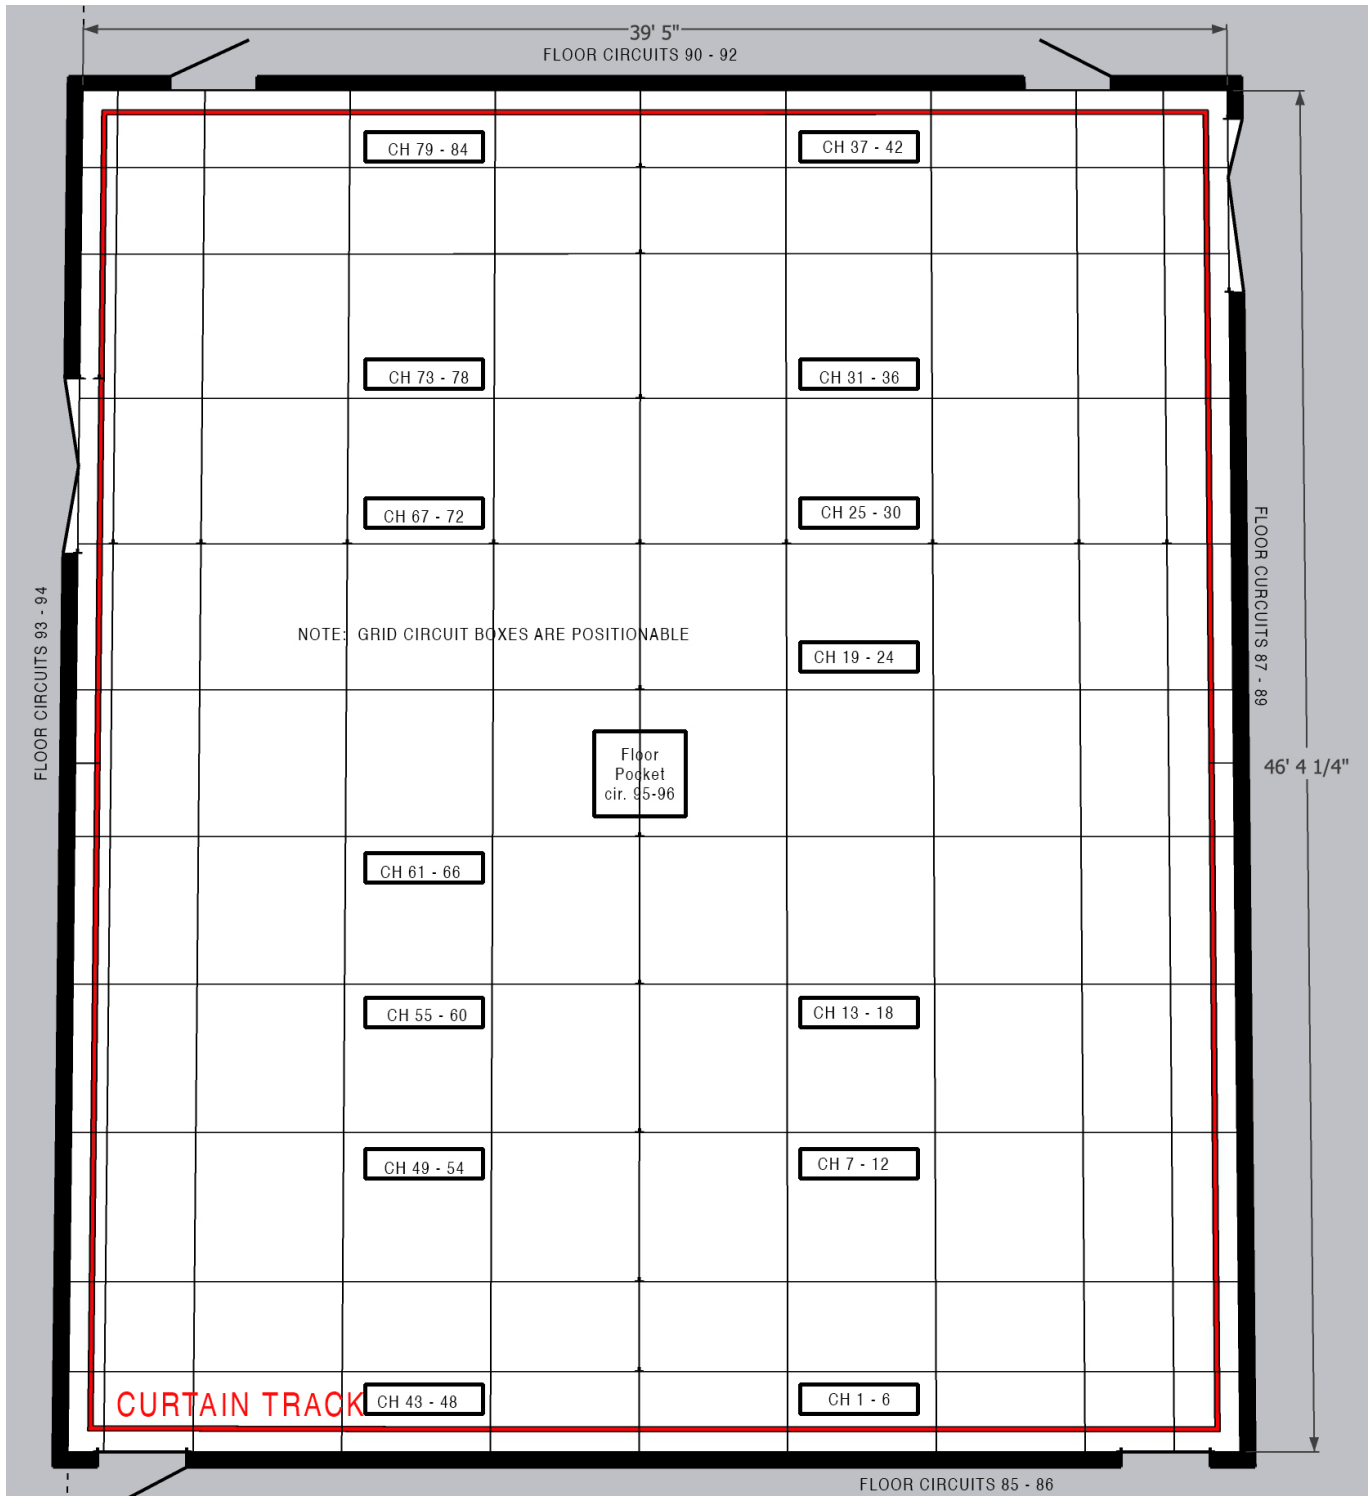 39' 5"
FLOOR CIRCUITS 90 - 92
CH 79 - 84
CH 37 - 42
CH 73 - 78
CH 31 - 36
CH 67 - 72
CH 25 - 30
FLOOR CIRCUITS 93 - 94
FLOOR CURCUITS 87 - 89
NOTE: GRID CIRCUIT BOXES ARE POSITIONABLE
CH 19 - 24
Floor
Pocket
cir. 95-96
46' 4 1/4"
CH 61 - 66
CH 55 - 60
CH 13 - 18
CH 49 - 54
CH 7 - 12
CURTAIN TRACK
CH 43 - 48
CH 1 - 6
FLOOR CIRCUITS 85 - 86